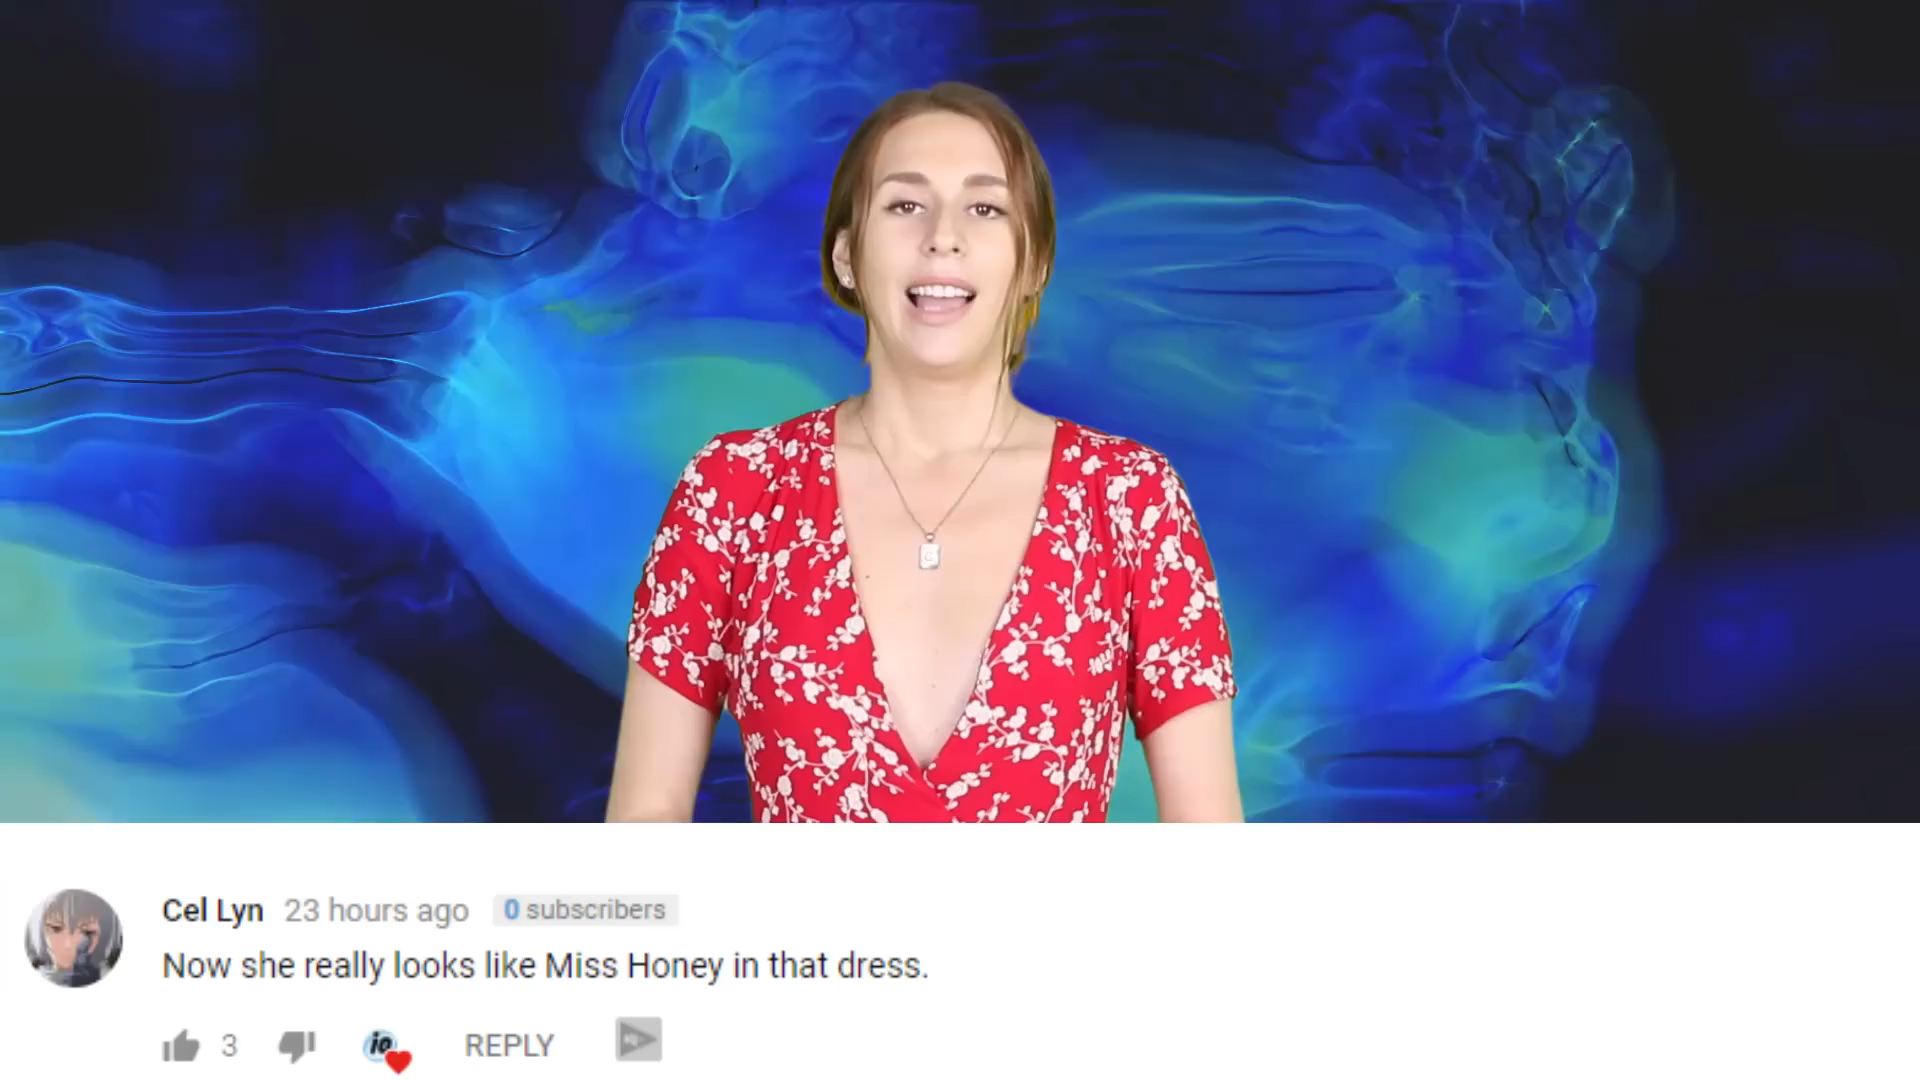 Cel Lyn 23 hours ago 0 subscribers
Now she really looks like Miss Honey in that dress.
3 io REPLY